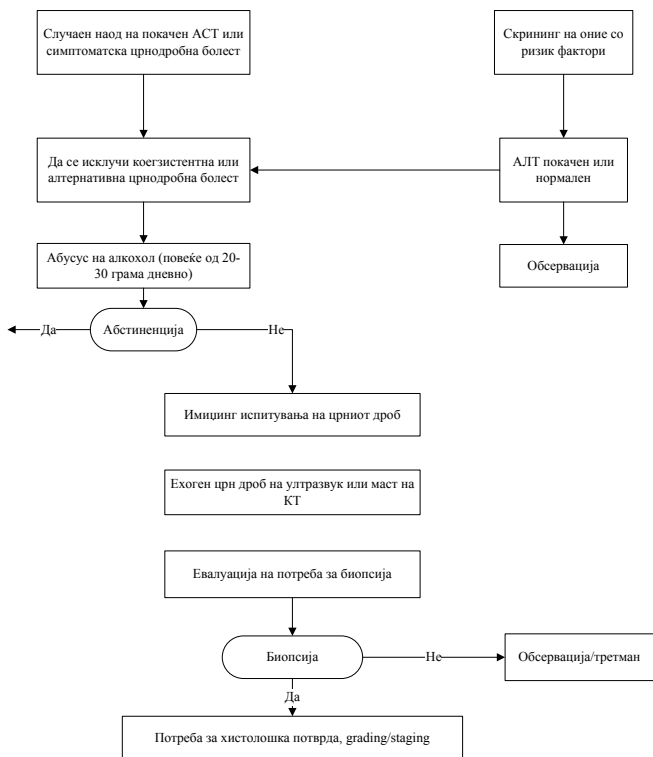 Случаен наод на покачен АСТ или
симптоматска црнодробна болест
Скрининг на оние со
ризик фактори
Да се исклучи коегзистентна или
алтернативна црнодробна болест
АЛТ покачен или
нормален
Абусус на алкохол (повеќе од 20-
30 грама дневно)
Обсервација
Да
Абстиненција
Не
Имиџинг испитувања на црниот дроб
Ехоген црн дроб на ултразвук или маст на
КТ
Евалуација на потреба за биопсија
Биопсија
Не
Обсервација/третман
Да
Потреба за хистолошка потврда, grading/staging